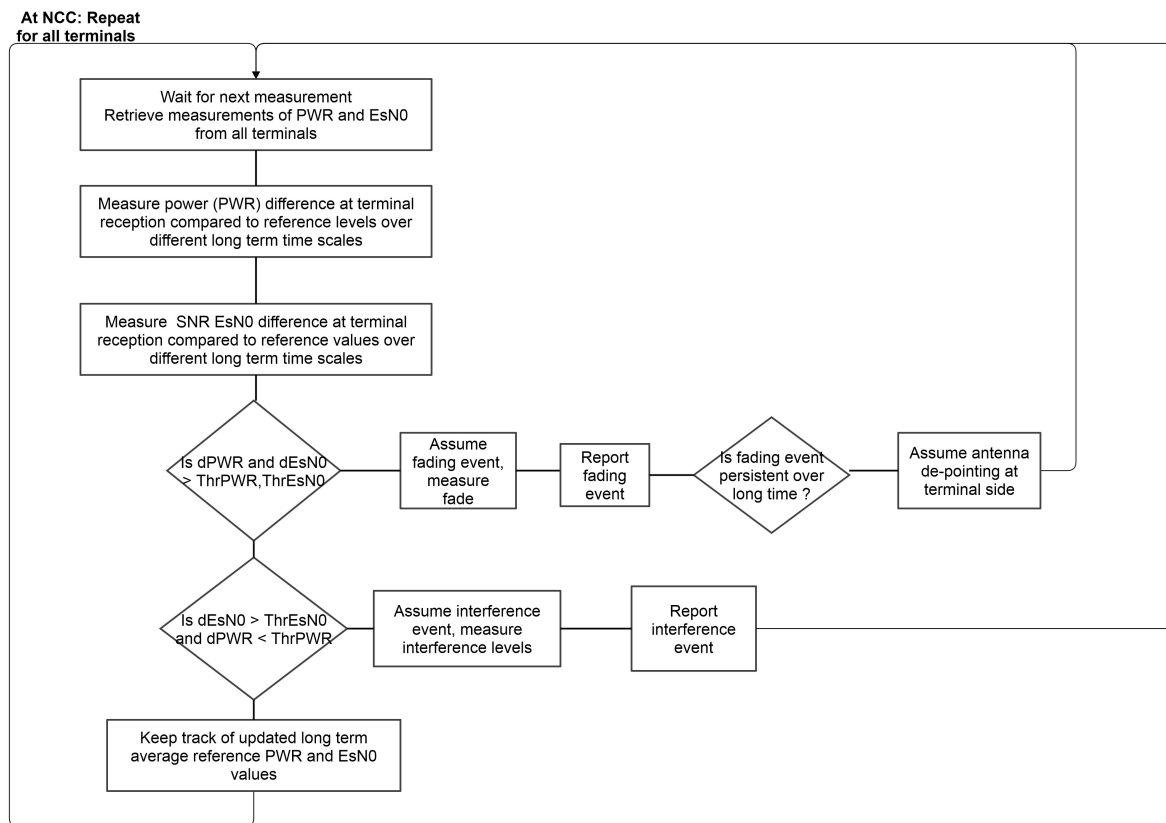 At NCC: Repeat
for all terminals
Wait for next measurement
Retrieve measurements of PWR and EsN0
from all terminals
Measure power (PWR) difference at terminal
reception compared to reference levels over
different long term time scales
Measure SNR EsN0 difference at terminal
reception compared to reference values over
different long term time scales
Is dPWR and dEsN0
> ThrPWR,ThrEsN0
Assume
fading event,
measure
fade
Report
fading
event
Is fading event
persistent over
long time ?
Assume antenna
de-pointing at
terminal side
Is dEsN0 > ThrEsN0
and dPWR < ThrPWR
Assume interference
event, measure
interference levels
Report
interference
event
Keep track of updated long term
average reference PWR and EsN0
values